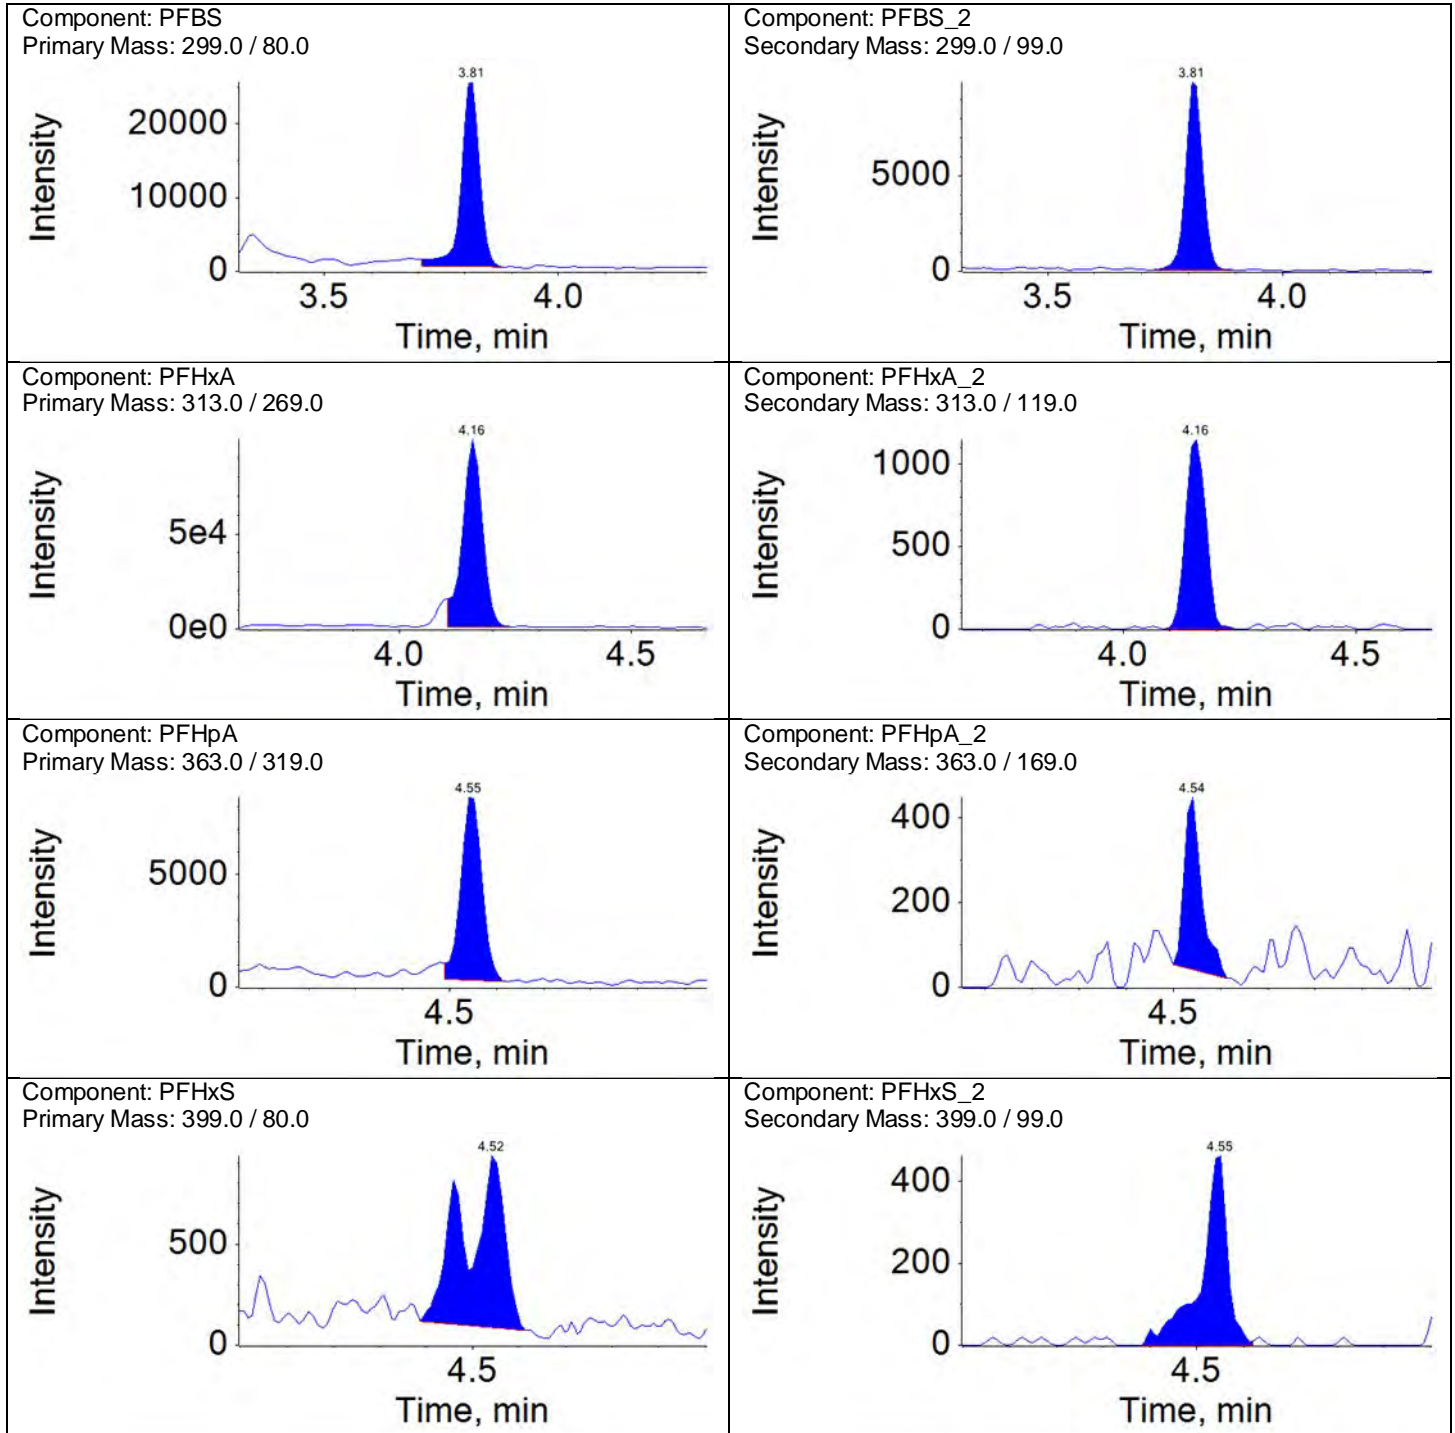 Component: PFBS
Primary Mass: 299.0 / 80.0
3.81
Intensity
20000
10000
0
3.5 4.0
Time, min
Component: PFBS_2
Secondary Mass: 299.0 / 99.0
3.81
Intensity
5000
0
3.5 4.0
Time, min
Component: PFHxA
Primary Mass: 313.0 / 269.0
4.16
Intensity
5e4
0e0
4.0 4.5
Time, min
Component: PFHxA_2
Secondary Mass: 313.0 / 119.0
4.16
Intensity
1000
500
0
4.0 4.5
Time, min
Component: PFHpA
Primary Mass: 363.0 / 319.0
4.55
Intensity
5000
0
4.5
Time, min
Component: PFHpA_2
Secondary Mass: 363.0 / 169.0
4.54
Intensity
400
200
0
4.5
Time, min
Component: PFHxS
Primary Mass: 399.0 / 80.0
4.52
Intensity
500
0
4.5
Time, min
Component: PFHxS_2
Secondary Mass: 399.0 / 99.0
4.55
Intensity
400
200
0
4.5
Time, min